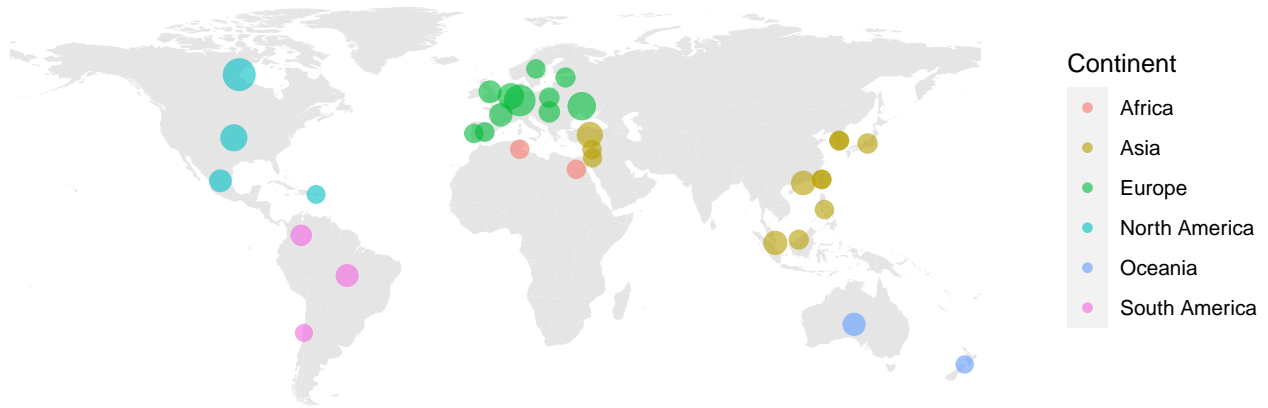 Continent
Africa
Asia
Europe
North America
Oceania
South America